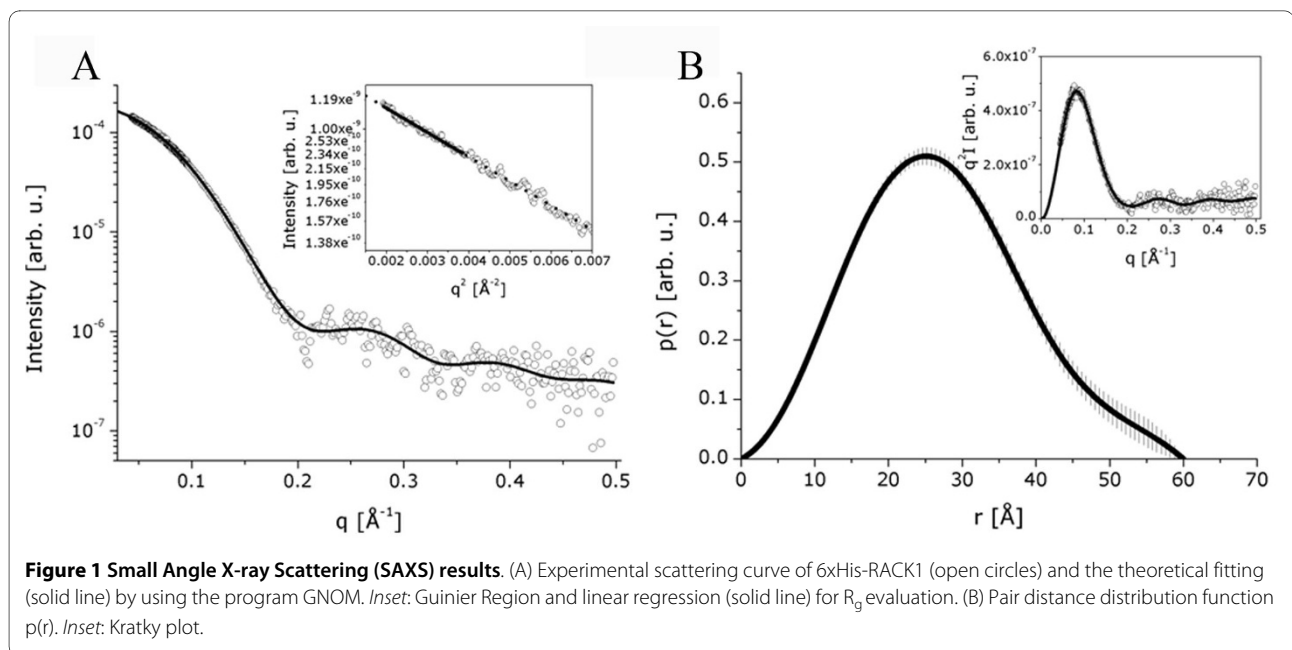 A
Intensity [arb. u.]
10⁻⁴
10⁻⁵
10⁻⁶
10⁻⁷
0.1 0.2 0.3 0.4 0.5
q [Å⁻¹]
Intensity [arb. u.]
1.19xe⁻⁹
1.00xe⁻⁹
2.53xe⁻¹⁰
2.34xe⁻¹⁰
2.15xe⁻¹⁰
1.95xe⁻¹⁰
1.76xe⁻¹⁰
1.57xe⁻¹⁰
1.38xe⁻¹⁰
0.002 0.003 0.004 0.005 0.006 0.007
q² [Å⁻²]
B
p(r) [arb. u.]
0.6
0.5
0.4
0.3
0.2
0.1
0.0
0 10 20 30 40 50 60 70
r [Å]
q²I [arb. u.]
6.0x10⁻⁷
4.0x10⁻⁷
2.0x10⁻⁷
0.0
0.0 0.1 0.2 0.3 0.4 0.5
q [Å⁻¹]
Figure 1 Small Angle X-ray Scattering (SAXS) results. (A) Experimental scattering curve of 6xHis-RACK1 (open circles) and the theoretical fitting
(solid line) by using the program GNOM. Inset: Guinier Region and linear regression (solid line) for Rg evaluation. (B) Pair distance distribution function
p(r). Inset: Kratky plot.